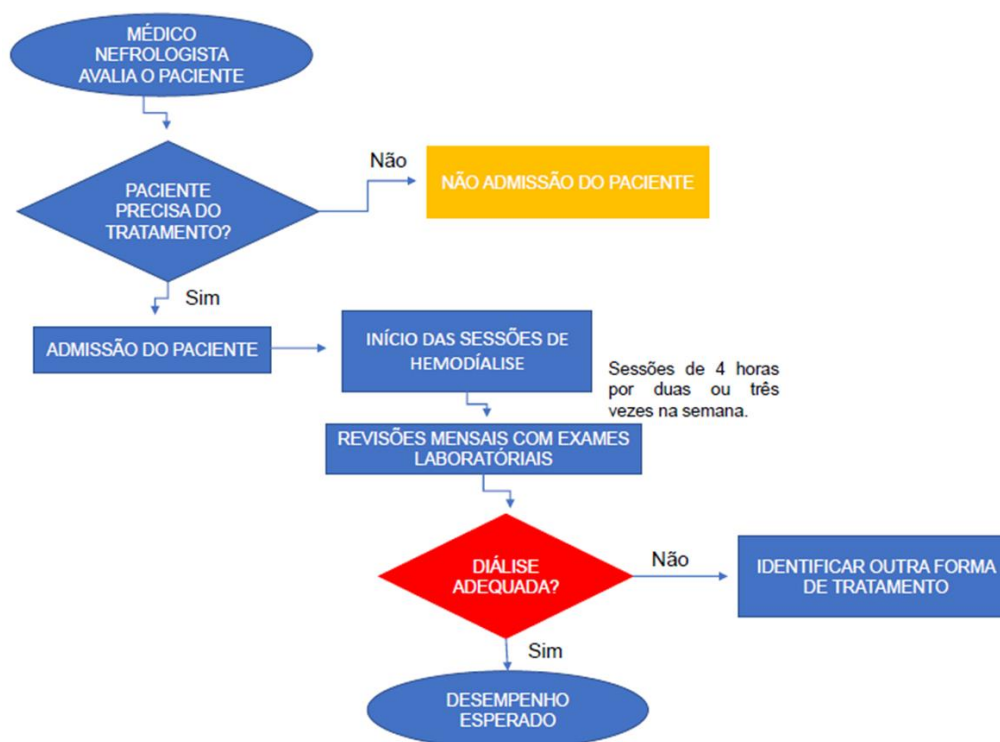 MÉDICO
NEFROLOGISTA
AVALIA O PACIENTE
PACIENTE
PRECISA DO
TRATAMENTO?
Não
NÃO ADMISSÃO DO PACIENTE
Sim
ADMISSÃO DO PACIENTE
INÍCIO DAS SESSÕES DE
HEMODÍALISE
Sessões de 4 horas
por duas ou três
vezes na semana.
REVISÕES MENSAIS COM EXAMES
LABORATÓRIAIS
DIÁLISE
ADEQUADA?
Não
IDENTIFICAR OUTRA FORMA
DE TRATAMENTO
Sim
DESEMPENHO
ESPERADO